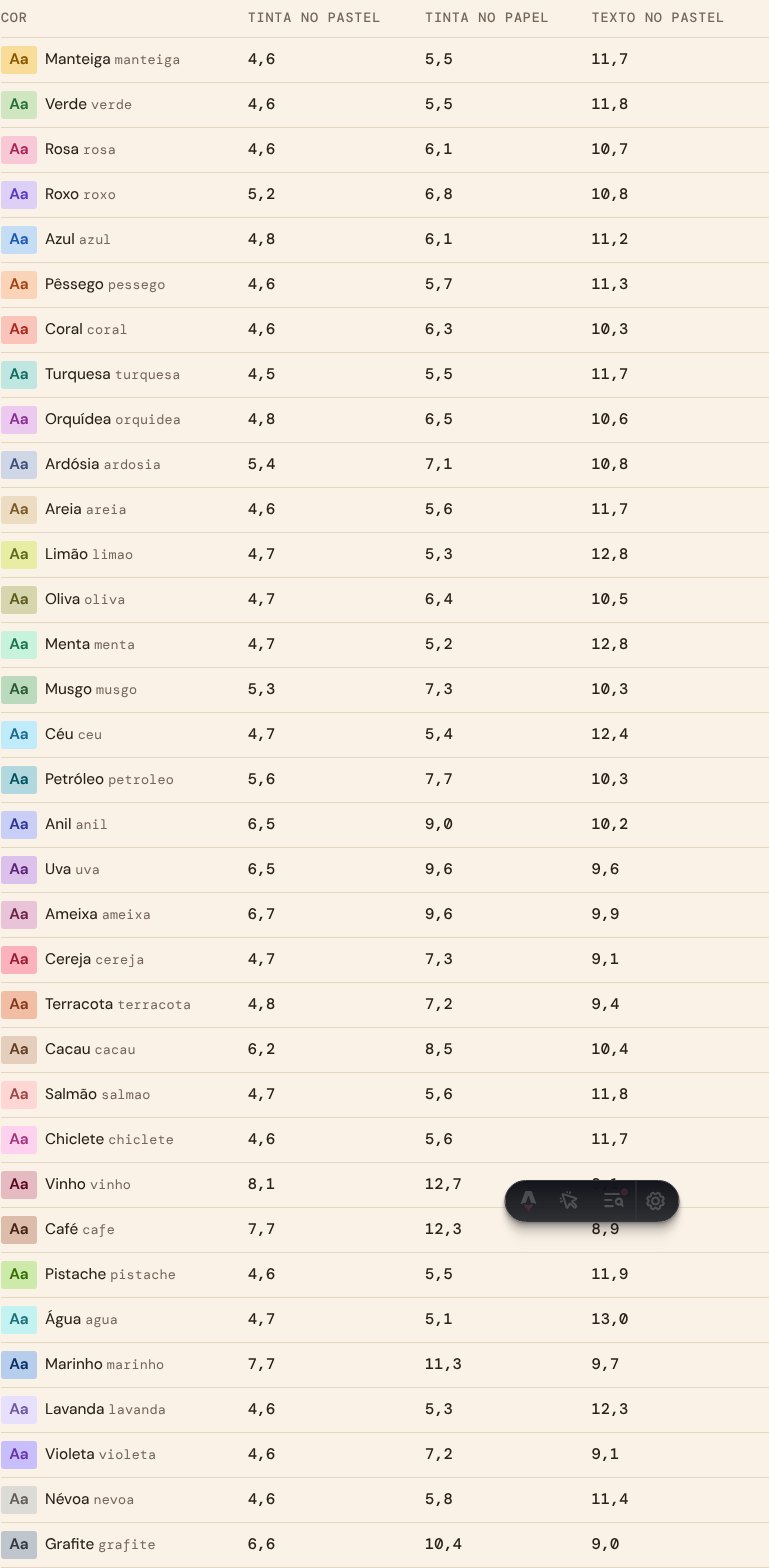 COR TINTA NO PASTEL TINTA NO PAPEL TEXTO NO PASTEL
Aa Manteiga manteiga 4,6 5,5 11,7
Aa Verde verde 4,6 5,5 11,8
Aa Rosa rosa 4,6 6,1 10,7
Aa Roxo roxo 5,2 6,8 10,8
Aa Azul azul 4,8 6,1 11,2
Aa Pêssego pessego 4,6 5,7 11,3
Aa Coral coral 4,6 6,3 10,3
Aa Turquesa turquesa 4,5 5,5 11,7
Aa Orquídea orquidea 4,8 6,5 10,6
Aa Ardósia ardosia 5,4 7,1 10,8
Aa Areia areia 4,6 5,6 11,7
Aa Limão limao 4,7 5,3 12,8
Aa Oliva oliva 4,7 6,4 10,5
Aa Menta menta 4,7 5,2 12,8
Aa Musgo musgo 5,3 7,3 10,3
Aa Céu ceu 4,7 5,4 12,4
Aa Petróleo petroleo 5,6 7,7 10,3
Aa Anil anil 6,5 9,0 10,2
Aa Uva uva 6,5 9,6 9,6
Aa Ameixa ameixa 6,7 9,6 9,9
Aa Cereja cereja 4,7 7,3 9,1
Aa Terracota terracota 4,8 7,2 9,4
Aa Cacau cacau 6,2 8,5 10,4
Aa Salmão salmao 4,7 5,6 11,8
Aa Chiclete chiclete 4,6 5,6 11,7
Aa Vinho vinho 8,1 12,7
Aa Café cafe 7,7 12,3 8,9
Aa Pistache pistache 4,6 5,5 11,9
Aa Água agua 4,7 5,1 13,0
Aa Marinho marinho 7,7 11,3 9,7
Aa Lavanda lavanda 4,6 5,3 12,3
Aa Violeta violeta 4,6 7,2 9,1
Aa Névoa nevoa 4,6 5,8 11,4
Aa Grafite grafite 6,6 10,4 9,0